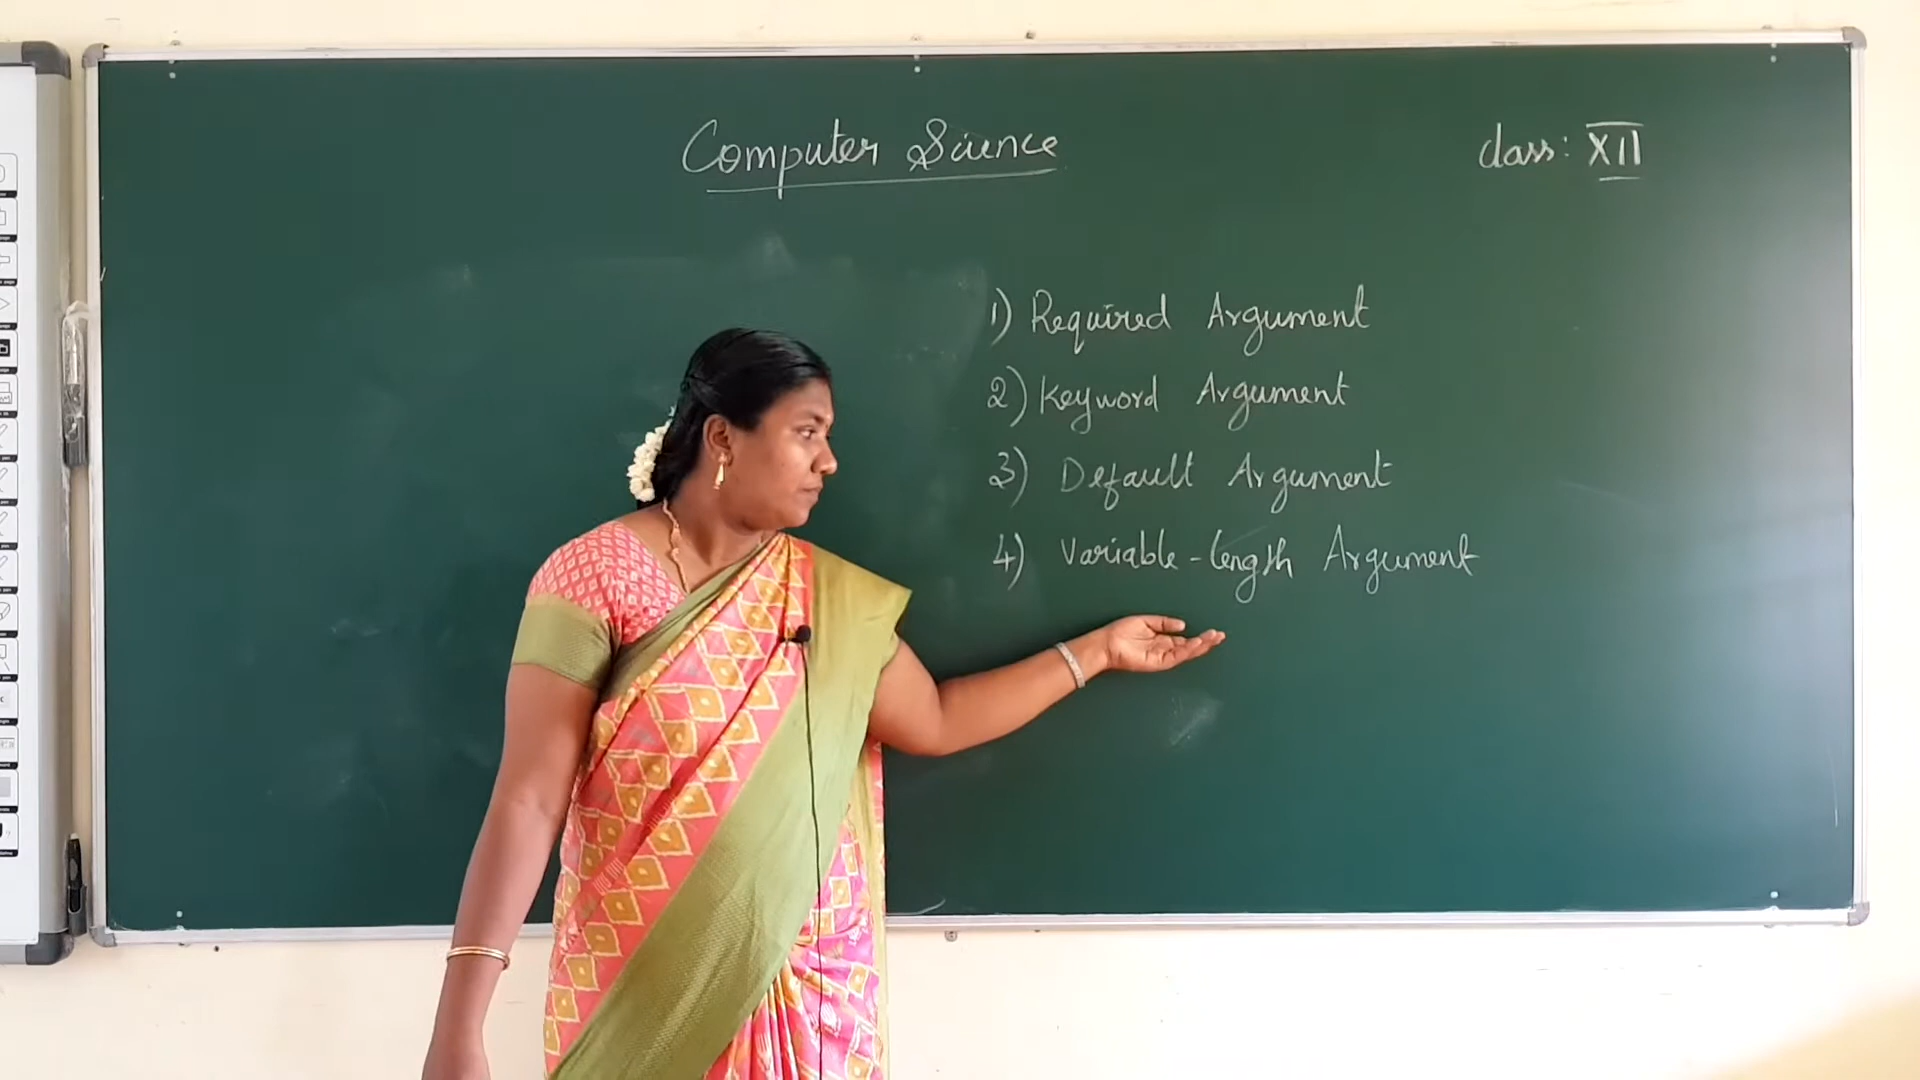 Computer Science
class: XII
1) Required Argument
2) Keyword Argument
3) Default Argument
4) Variable-length Argument